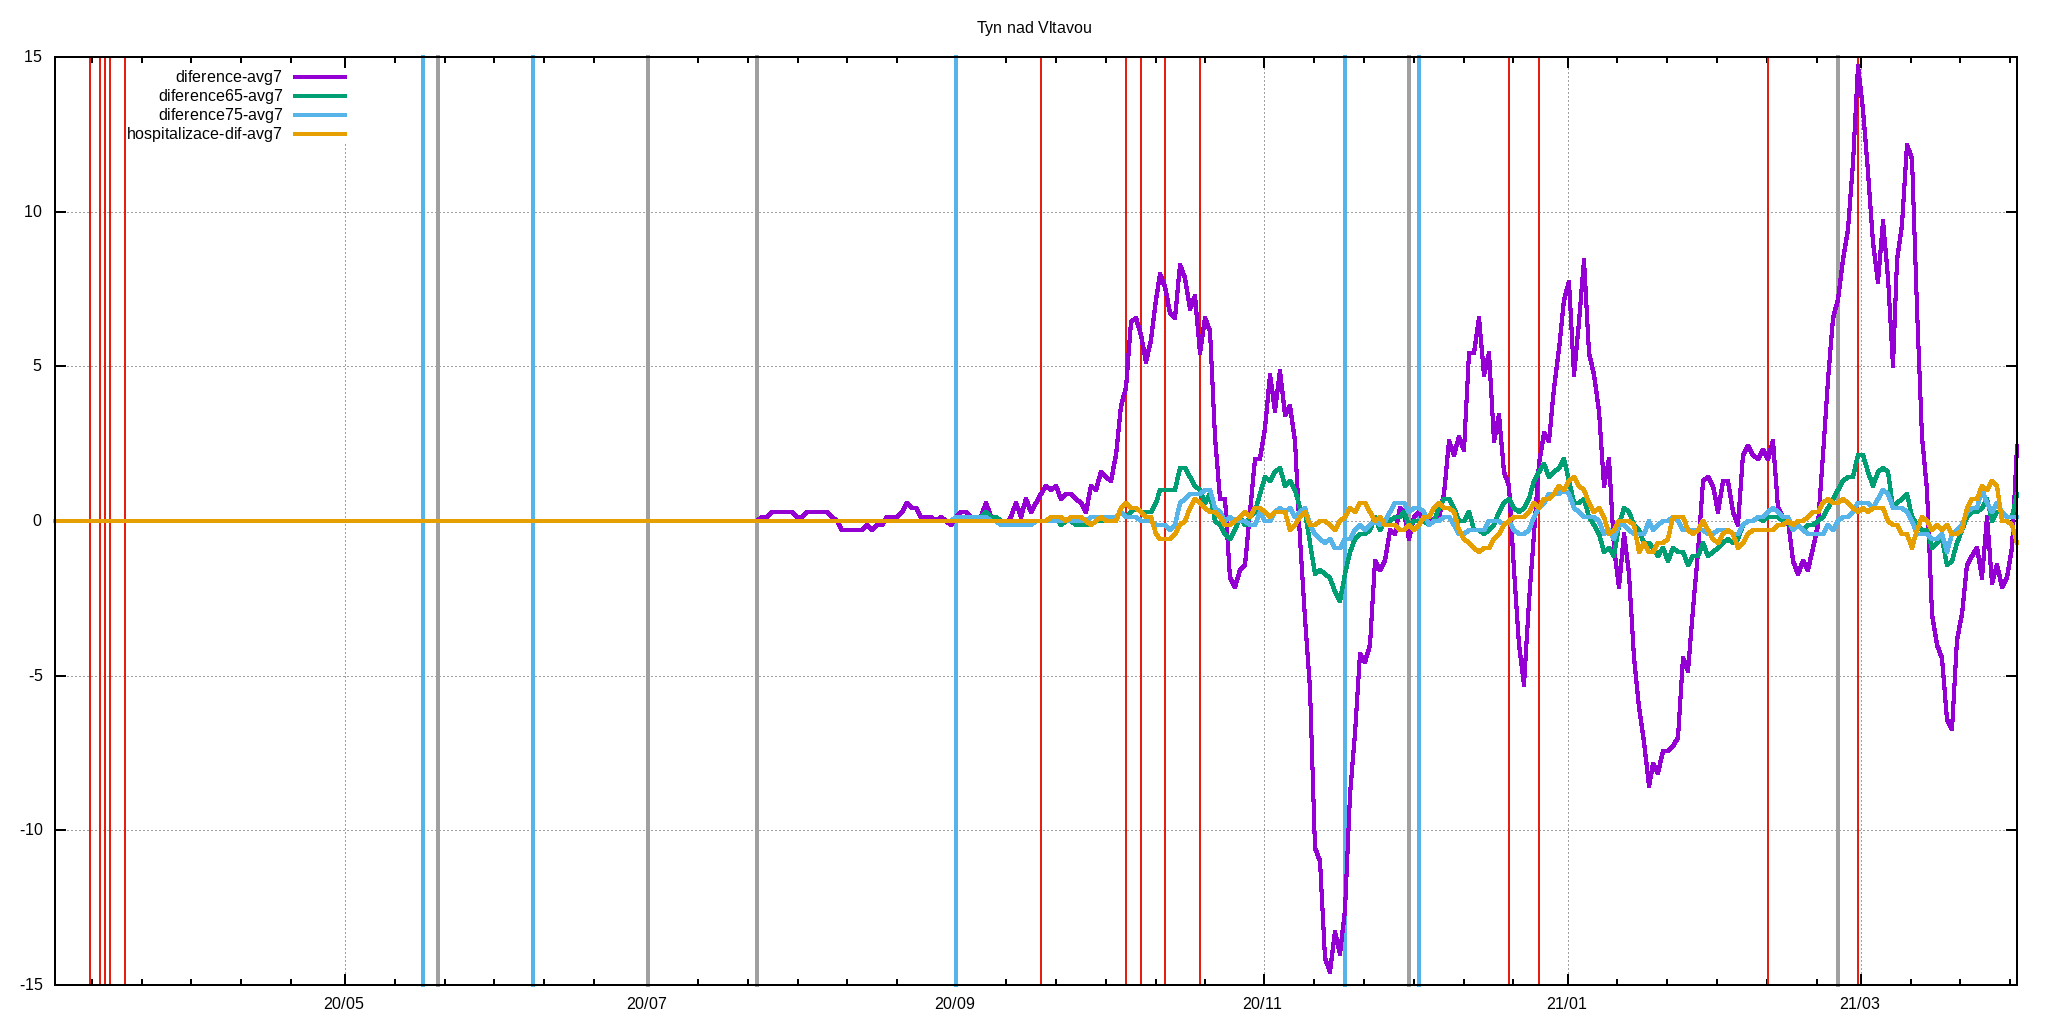 Tyn nad Vltavou
15
10
5
0
-5
-10
-15
diference-avg7
diference65-avg7
diference75-avg7
hospitalizace-dif-avg7
20/05
20/07
20/09
20/11
21/01
21/03